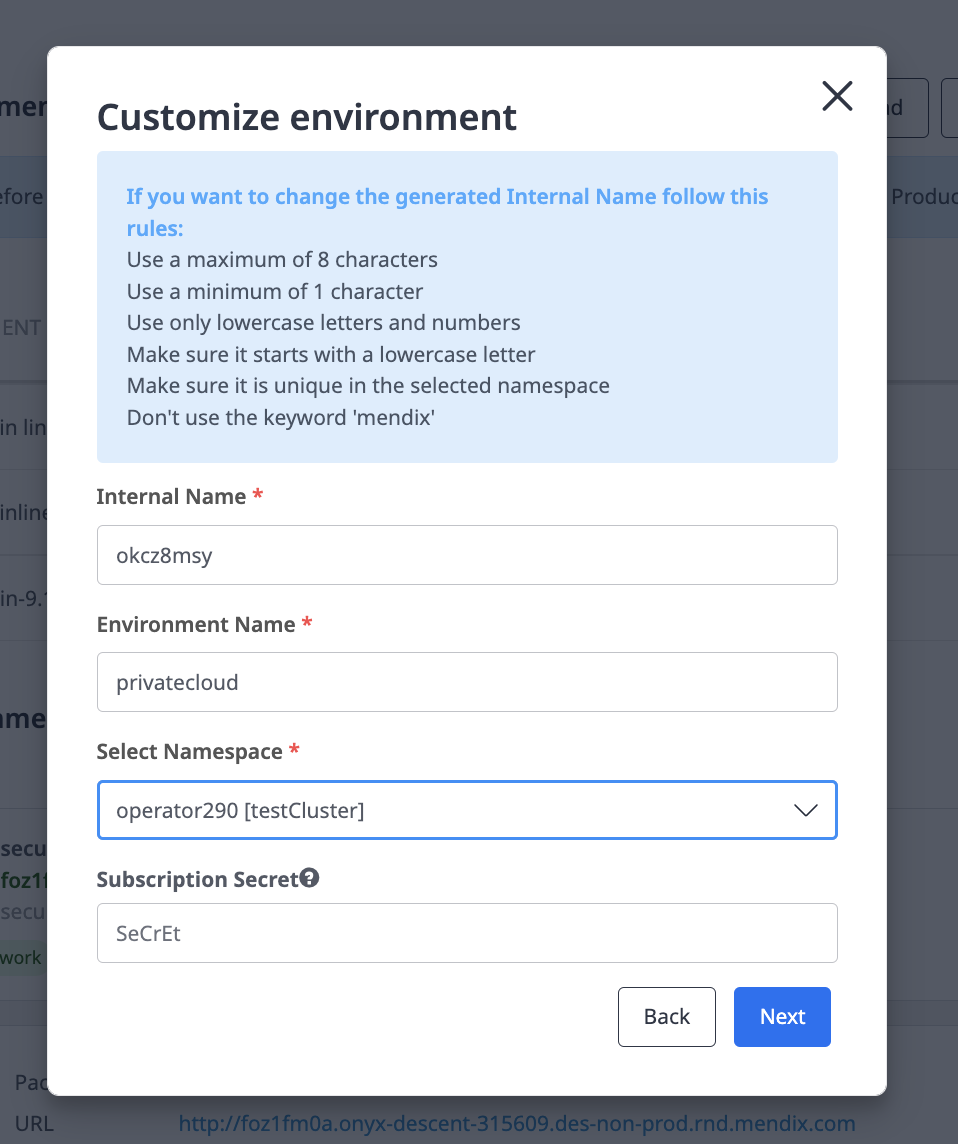 Customize environment
If you want to change the generated Internal Name follow this
rules:
Use a maximum of 8 characters
Use a minimum of 1 character
Use only lowercase letters and numbers
Make sure it starts with a lowercase letter
Make sure it is unique in the selected namespace
Don't use the keyword 'mendix'
Internal Name *
okcz8msy
Environment Name *
privatecloud
Select Namespace *
operator290 [testCluster]
Subscription Secret
SeCrEt
Back
Next
ENT
work
URL
http://foz1fm0a.onyx-descent-315609.des-non-prod.rnd.mendix.com